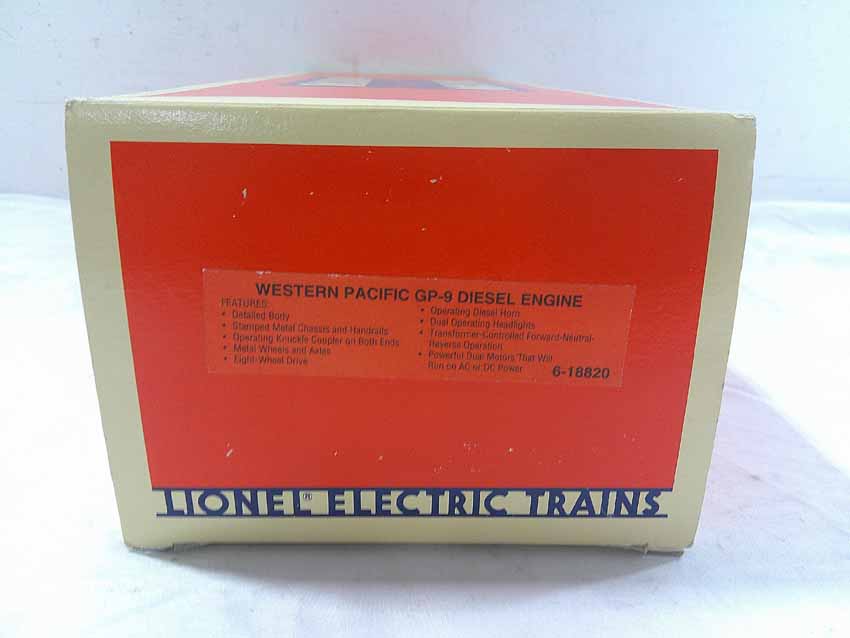 WESTERN PACIFIC GP-9 DIESEL ENGINE
FEATURES:
• Detailed Body
• Stamped Metal Chassis and Handrails
• Operating Knuckle Coupler on Both Ends
• Metal Wheels and Axles
• Eight-Wheel Drive
• Operating Diesel Horn
• Dual Operating Headlights
• Transformer-Controlled Forward-Neutral-
Reverse Operation
• Powerful Dual Motors That Will
Run on AC or DC Power
6-18820
LIONEL® ELECTRIC TRAINS